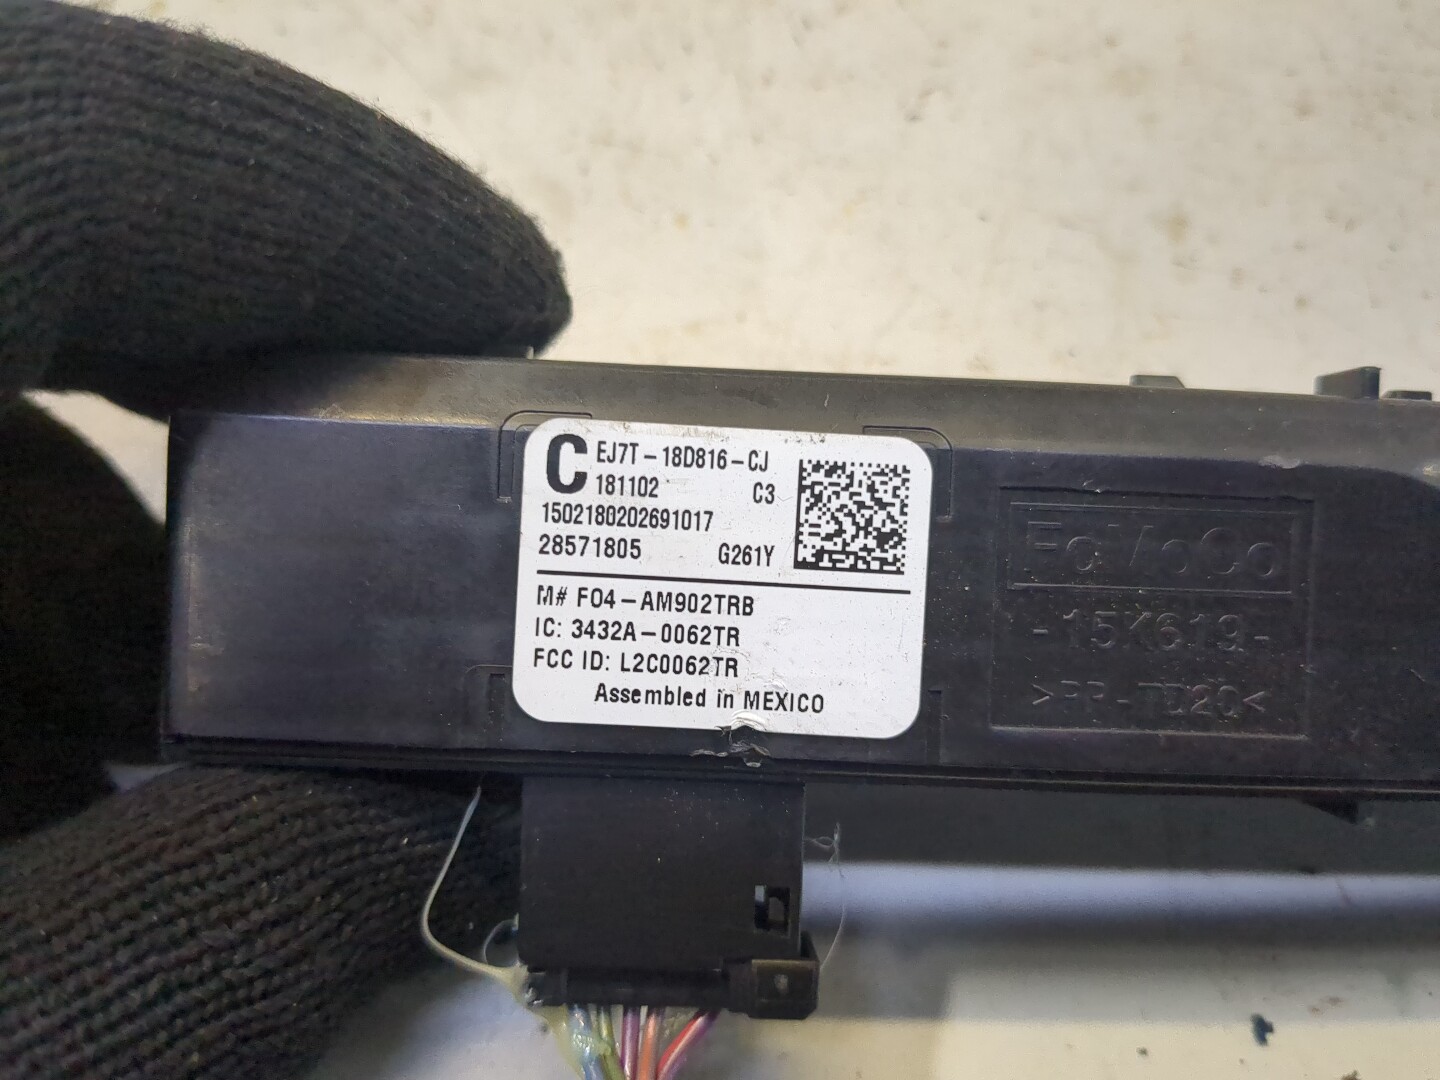 C EJ7T-18D816-CJ
181102 C3
1502180202691017
28571805 G261Y
M# F04-AM902TRB
IC: 3432A-0062TR
FCC ID: L2C0062TR
Assembled in MEXICO
FoMoCo
-15K619-
>PP-TD20<